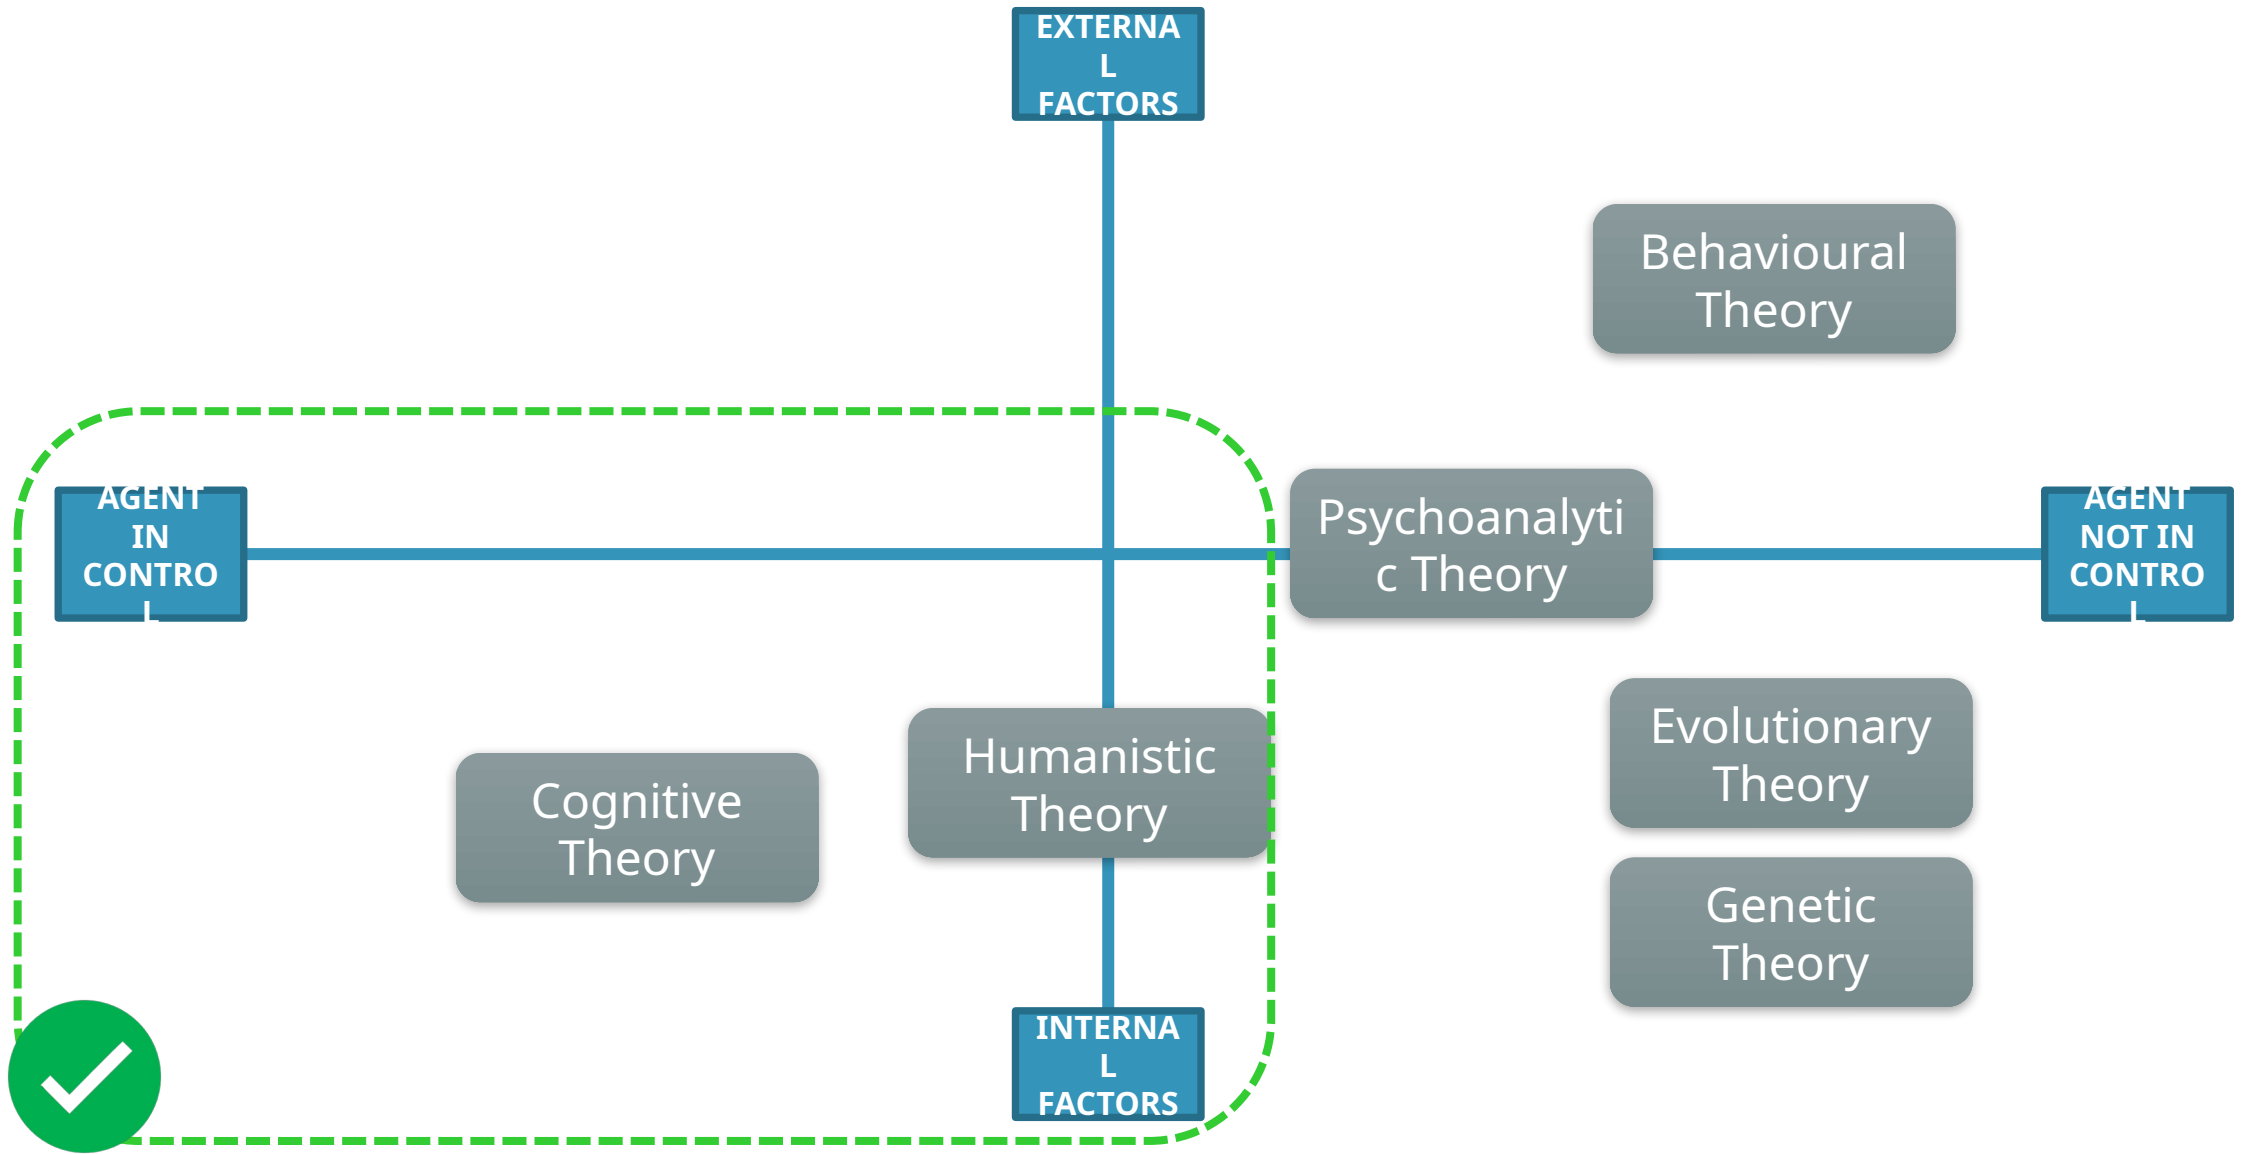 EXTERNA
L
FACTORS
Behavioural
Theory
AGENT
IN
CONTRO
L
Psychoanalyti
c Theory
AGENT
NOT IN
CONTRO
L
Evolutionary
Theory
Humanistic
Theory
Cognitive
Theory
Genetic
Theory
INTERNA
L
FACTORS